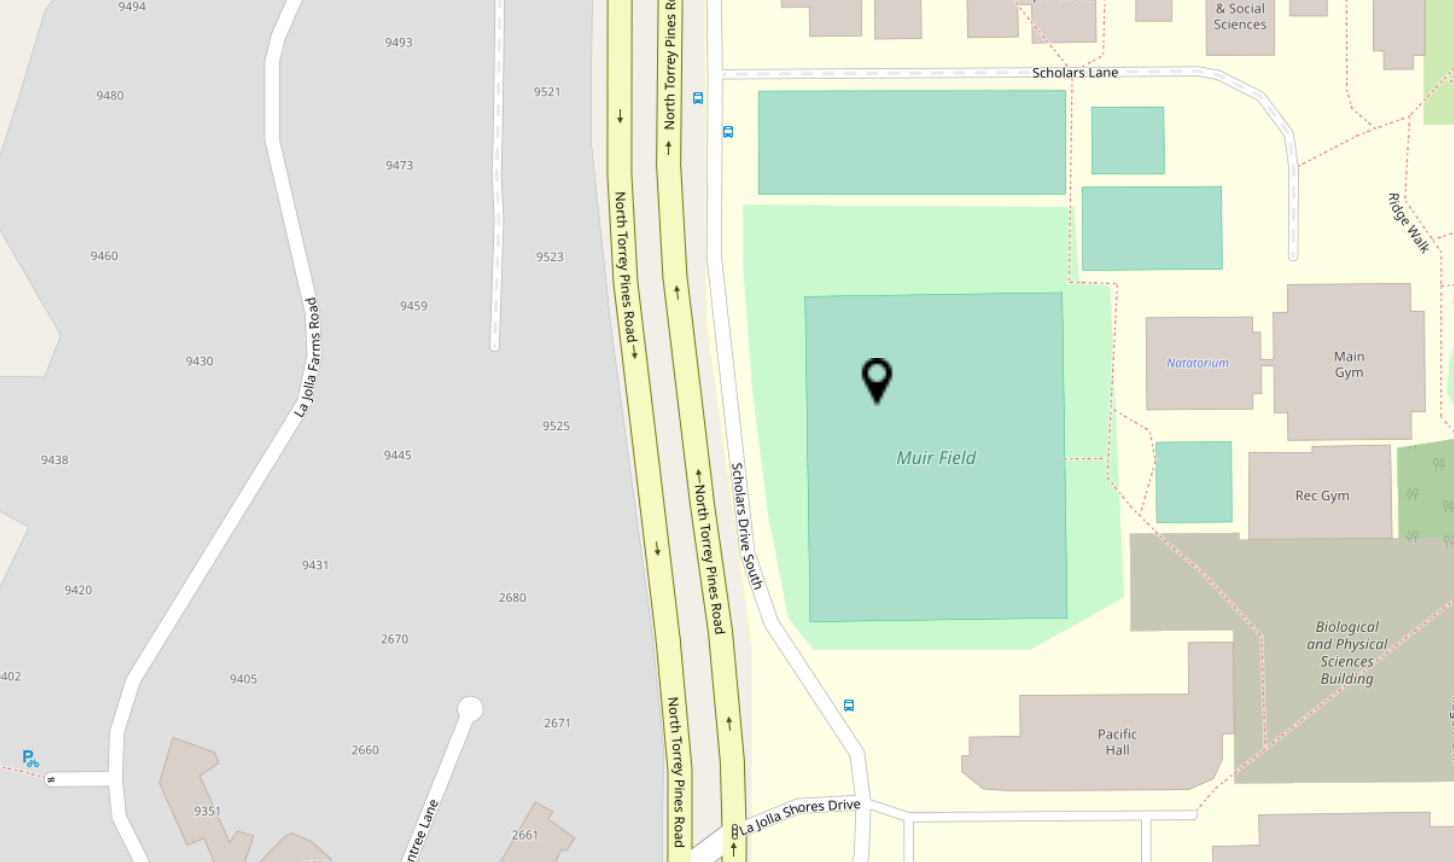 9494
9493
9480
9473
9460
9459
9430
La Jolla Farms Road
9438
9445
9431
9420
9405
2670
2680
2660
2671
9351
2661
9521
9523
9525
North Torrey Pines Road
North Torrey Pines Road
North Torrey Pines Road
North Torrey Pines
Scholars Drive South
La Jolla Shores Drive
Scholars Lane
& Social
Sciences
Ridge Walk
Natatorium
Main
Gym
Muir Field
Rec Gym
Biological
and Physical
Sciences
Building
Pacific
Hall
Lane